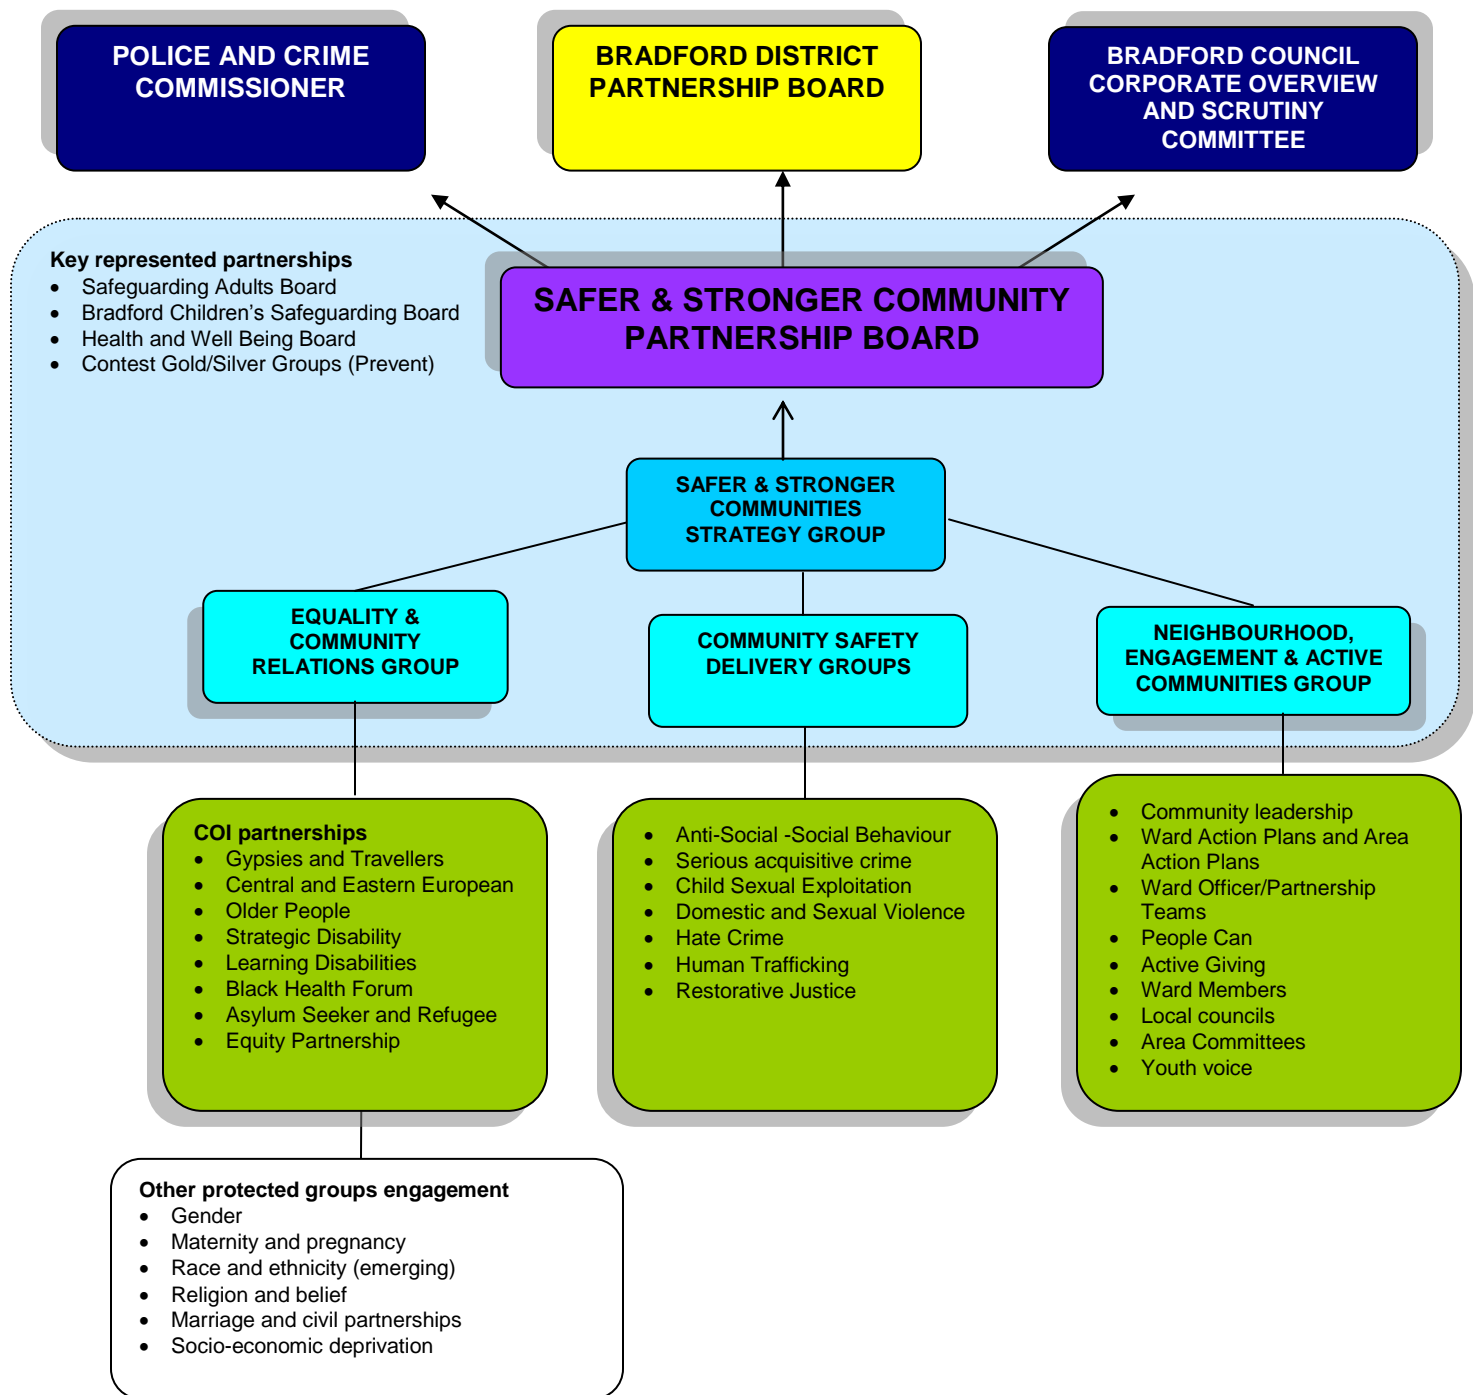 POLICE AND CRIME
COMMISSIONER
BRADFORD DISTRICT
PARTNERSHIP BOARD
BRADFORD COUNCIL
CORPORATE OVERVIEW
AND SCRUTINY
COMMITTEE
Key represented partnerships
• Safeguarding Adults Board
• Bradford Children's Safeguarding Board
• Health and Well Being Board
• Contest Gold/Silver Groups (Prevent)
SAFER & STRONGER COMMUNITY
PARTNERSHIP BOARD
SAFER & STRONGER
COMMUNITIES
STRATEGY GROUP
EQUALITY &
COMMUNITY
RELATIONS GROUP
COMMUNITY SAFETY
DELIVERY GROUPS
NEIGHBOURHOOD,
ENGAGEMENT & ACTIVE
COMMUNITIES GROUP
COI partnerships
• Gypsies and Travellers
• Central and Eastern European
• Older People
• Strategic Disability
• Learning Disabilities
• Black Health Forum
• Asylum Seeker and Refugee
• Equity Partnership
• Anti-Social -Social Behaviour
• Serious acquisitive crime
• Child Sexual Exploitation
• Domestic and Sexual Violence
• Hate Crime
• Human Trafficking
• Restorative Justice
• Community leadership
• Ward Action Plans and Area
Action Plans
• Ward Officer/Partnership
Teams
• People Can
• Active Giving
• Ward Members
• Local councils
• Area Committees
• Youth voice
Other protected groups engagement
• Gender
• Maternity and pregnancy
• Race and ethnicity (emerging)
• Religion and belief
• Marriage and civil partnerships
• Socio-economic deprivation